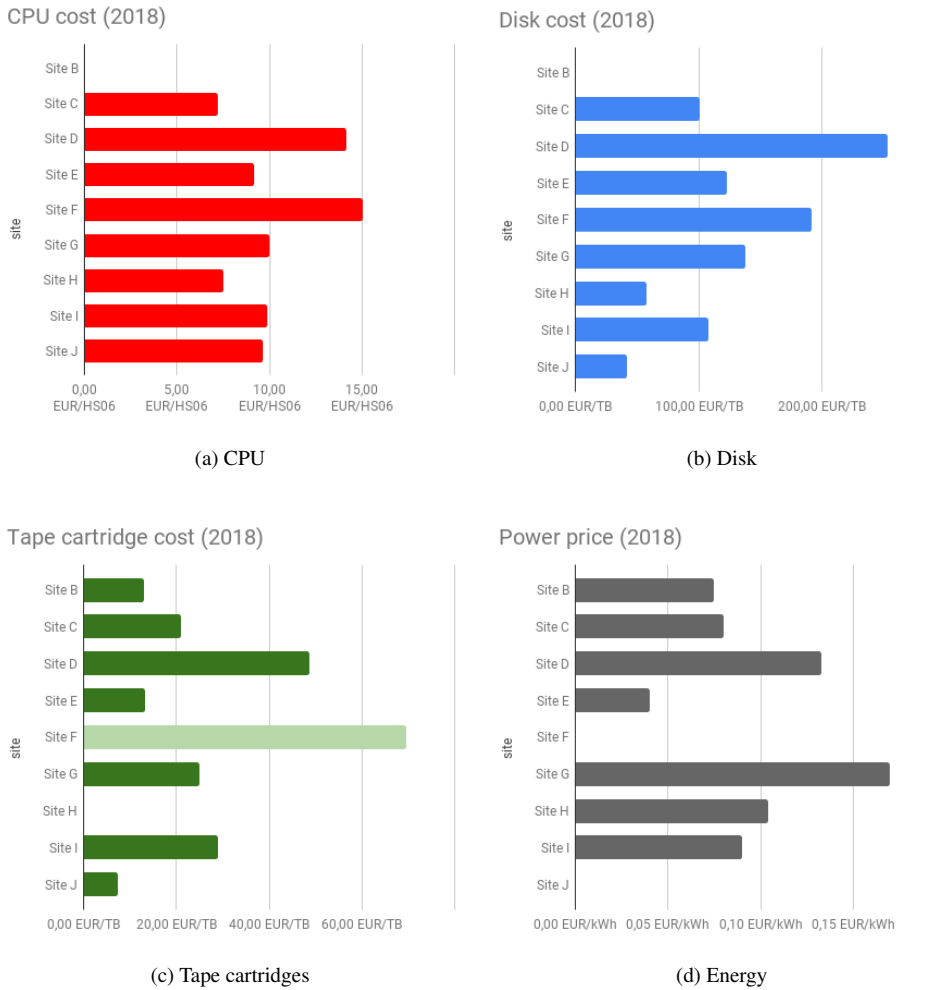 CPU cost (2018)
site
Site B
Site C
Site D
Site E
Site F
Site G
Site H
Site I
Site J
0,00 EUR/HS06
5,00 EUR/HS06
10,00 EUR/HS06
15,00 EUR/HS06
(a) CPU
Disk cost (2018)
site
Site B
Site C
Site D
Site E
Site F
Site G
Site H
Site I
Site J
0,00 EUR/TB
100,00 EUR/TB
200,00 EUR/TB
(b) Disk
Tape cartridge cost (2018)
site
Site B
Site C
Site D
Site E
Site F
Site G
Site H
Site I
Site J
0,00 EUR/TB
20,00 EUR/TB
40,00 EUR/TB
60,00 EUR/TB
(c) Tape cartridges
Power price (2018)
site
Site B
Site C
Site D
Site E
Site F
Site G
Site H
Site I
Site J
0,00 EUR/kWh
0,05 EUR/kWh
0,10 EUR/kWh
0,15 EUR/kWh
(d) Energy